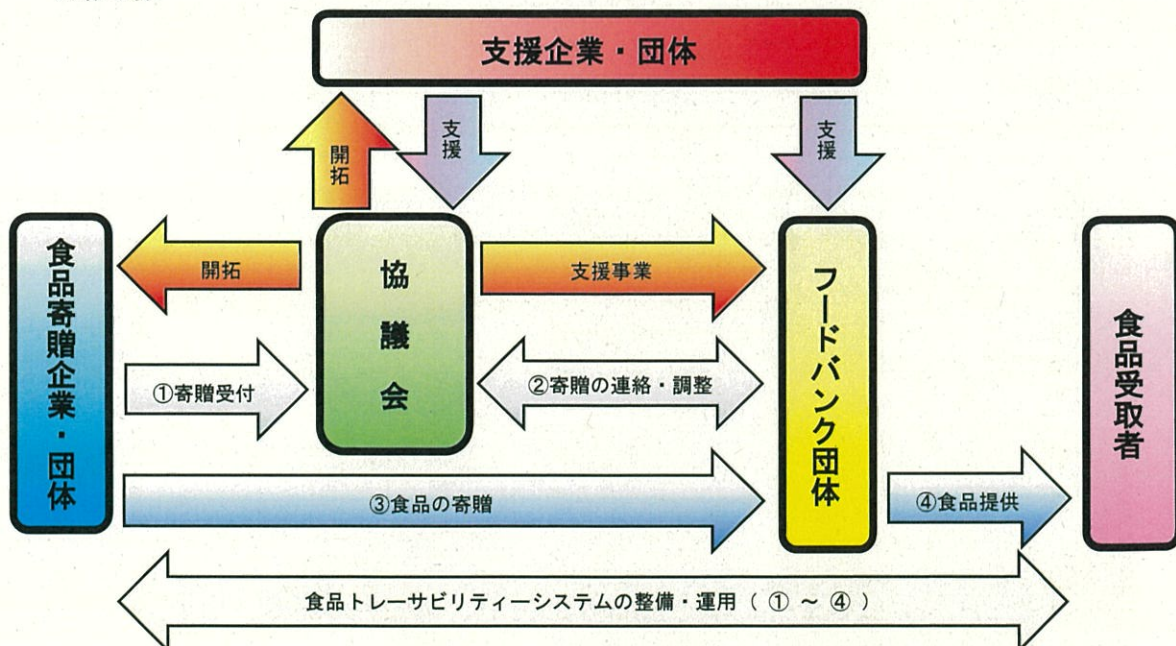 支援企業・団体
開拓
支援
支援
食品寄贈企業・団体
開拓
協議会
支援事業
フードバンク団体
食品受取者
①寄贈受付
②寄贈の連絡・調整
③食品の寄贈
④食品提供
食品トレーサビリティーシステムの整備・運用（ ① ～ ④ ）